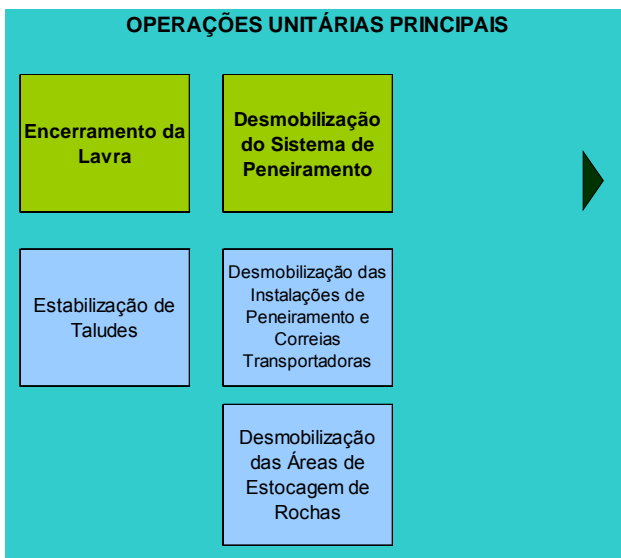 OPERAÇÕES UNITÁRIAS PRINCIPAIS
Encerramento da
Lavra
Desmobilização
do Sistema de
Peneiramento
Estabilização de
Taludes
Desmobilização das
Instalações de
Peneiramento e
Correias
Transportadoras
Desmobilização
das Áreas de
Estocagem de
Rochas